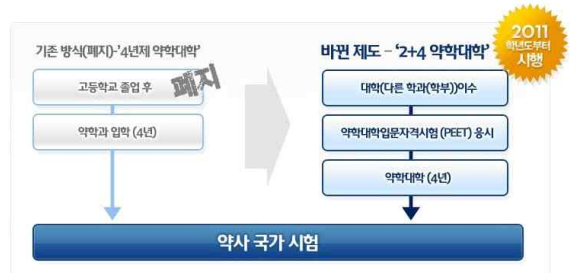 기존 방식(폐지)-'4년제 약학대학'
고등학교 졸업 후
폐지
약학과 입학 (4년)
바뀐 제도 – '2+4 약학대학'
2011
학년도부터
시행
대학(다른 학과(학부))이수
약학대학입문자격시험 (PEET) 응시
약학대학 (4년)
약사 국가 시험